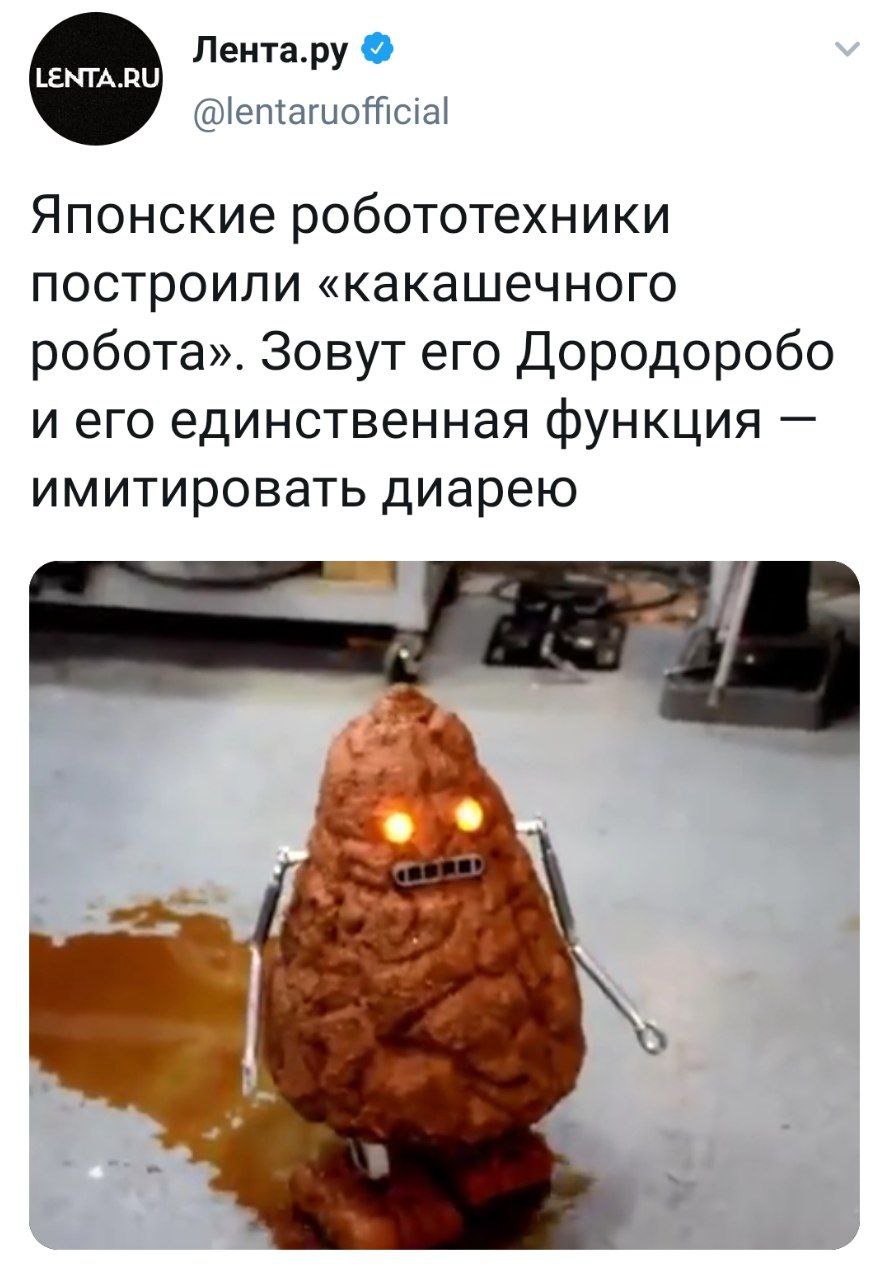 LENTA.RU
Лента.ру
@lentaruofficial
Японские робототехники
построили «какашечного
робота». Зовут его Дородоробо
и его единственная функция —
имитировать диарею